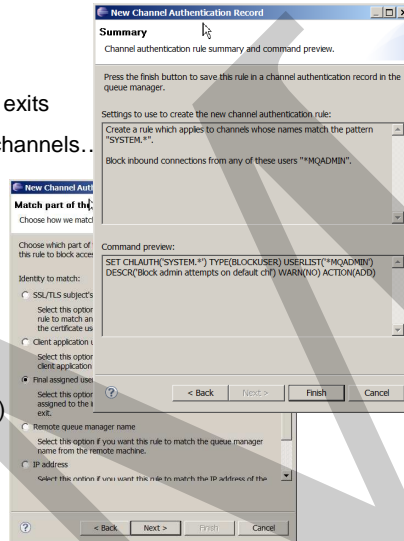 New Channel Authentication Record
Summary
Channel authentication rule summary and command preview.
Press the finish button to save this rule in a channel authentication record in the
queue manager.
Settings to use to create the new channel authentication rule:
Create a rule which applies to channels whose names match the pattern
"SYSTEM.*".
Block inbound connections from any of these users "*MQADMIN".
Command preview:
SET CHLAUTH('SYSTEM.*') TYPE(BLOCKUSER) USERLIST('*MQADMIN')
DESCR('Block admin attempts on default chl') WARN(NO) ACTION(ADD)
< Back
Next >
Finish
Cancel
exits
channels..
)
New Channel Auth
Match part of the
Choose how we match
Choose which part of
this rule to block acces
Identity to match:
SSL/TLS subject's
Select this option
rule to match an
the certificate us
Client application u
Select this option
client application
Final assigned user
Select this option
assigned to the i
exit.
Remote queue manager name
Select this option if you want this rule to match the queue manager
name from the remote machine.
IP address
Select this option if you want this rule to match the IP address of the
< Back
Next >
Finish
Cancel